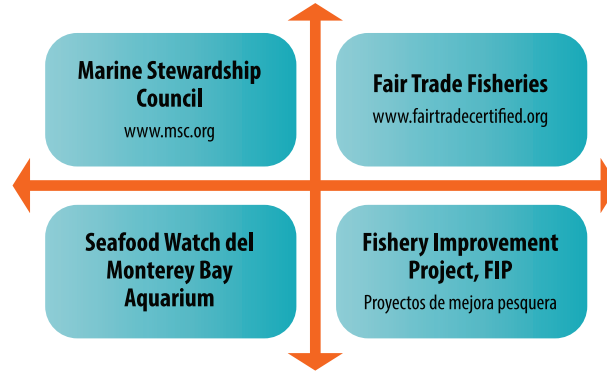 Marine Stewardship
Council
www.msc.org
Fair Trade Fisheries
www.fairtradecertified.org
Seafood Watch del
Monterey Bay
Aquarium
Fishery Improvement
Project, FIP
Proyectos de mejora pesquera